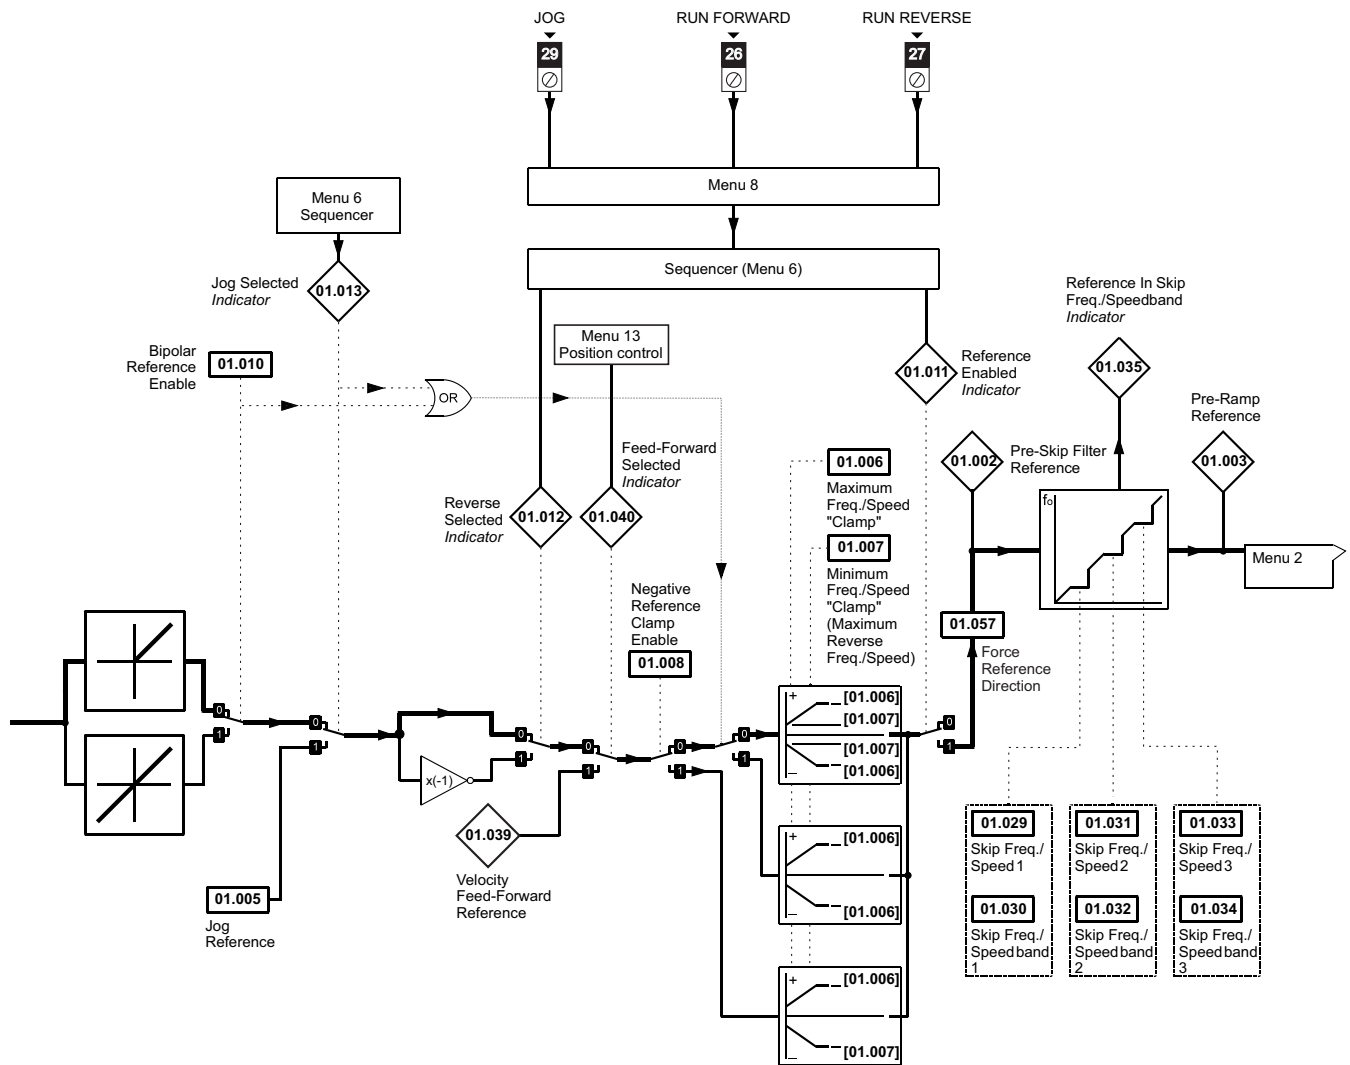 JOG
RUN FORWARD
RUN REVERSE
29
26
27
Menu 8
Menu 6
Sequencer
Sequencer (Menu 6)
Jog Selected
Indicator
01.013
Reference In Skip
Freq./Speedband
Indicator
01.035
Bipolar
Reference
Enable
01.010
Menu 13
Position control
01.011
Reference
Enabled
Indicator
OR
Pre-Ramp
Reference
01.003
Feed-Forward
Selected
Indicator
01.006
Maximum
Freq./Speed
"Clamp"
01.002
Pre-Skip Filter
Reference
Reverse
Selected
Indicator
01.012
01.040
01.007
Minimum
Freq./Speed
"Clamp"
(Maximum
Reverse
Freq./Speed)
fo
Menu 2
Negative
Reference
Clamp
Enable
01.008
01.057
Force
Reference
Direction
0
1
0
1
x(-1)
0
1
0
1
0
1
0
1
+
[01.006]
[01.007]
[01.007]
[01.006]
_
0
1
01.039
Velocity
Feed-Forward
Reference
+
[01.006]
[01.006]
_
01.005
Jog
Reference
+
[01.006]
[01.007]
_
01.029
Skip Freq./
Speed 1
01.030
Skip Freq./
Speed band
1
01.031
Skip Freq./
Speed 2
01.032
Skip Freq./
Speed band
2
01.033
Skip Freq./
Speed 3
01.034
Skip Freq./
Speed band
3